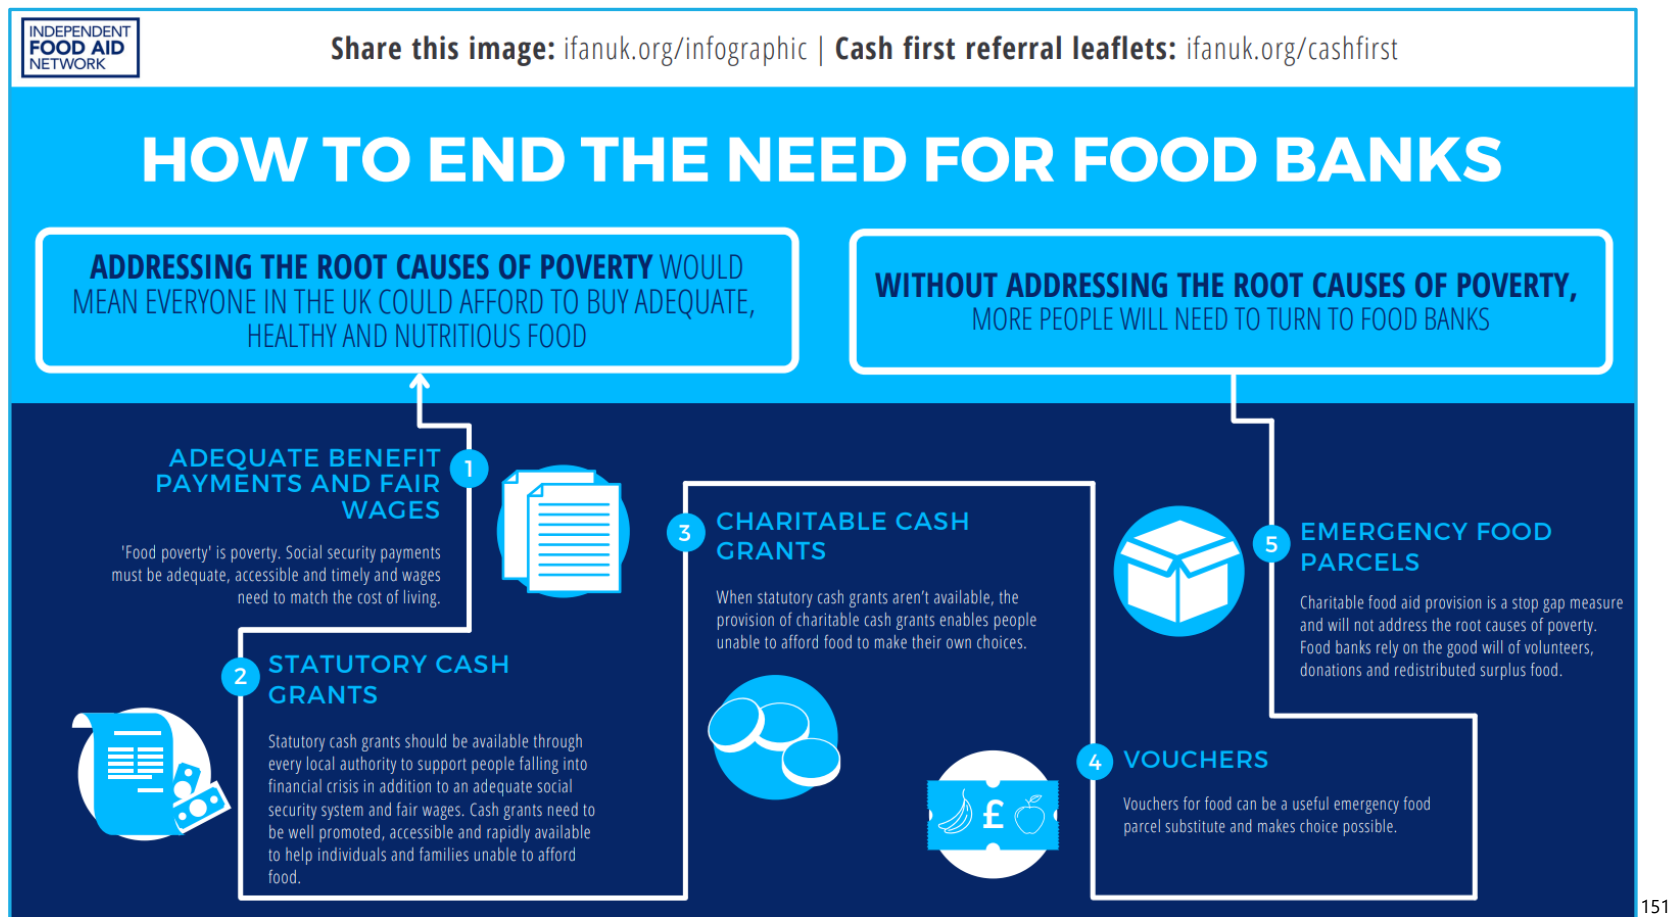 INDEPENDENT
FOOD AID
NETWORK
Share this image: ifanuk.org/infographic | Cash first referral leaflets: ifanuk.org/cashfirst
HOW TO END THE NEED FOR FOOD BANKS
ADDRESSING THE ROOT CAUSES OF POVERTY WOULD
MEAN EVERYONE IN THE UK COULD AFFORD TO BUY ADEQUATE,
HEALTHY AND NUTRITIOUS FOOD
WITHOUT ADDRESSING THE ROOT CAUSES OF POVERTY,
MORE PEOPLE WILL NEED TO TURN TO FOOD BANKS
1
ADEQUATE BENEFIT
PAYMENTS AND FAIR
WAGES
'Food poverty' is poverty. Social security payments
must be adequate, accessible and timely and wages
need to match the cost of living.
2
STATUTORY CASH
GRANTS
Statutory cash grants should be available through
every local authority to support people falling into
financial crisis in addition to an adequate social
security system and fair wages. Cash grants need to
be well promoted, accessible and rapidly available
to help individuals and families unable to afford
food.
3
CHARITABLE CASH
GRANTS
When statutory cash grants aren't available, the
provision of charitable cash grants enables people
unable to afford food to make their own choices.
£
4
VOUCHERS
Vouchers for food can be a useful emergency food
parcel substitute and makes choice possible.
5
EMERGENCY FOOD
PARCELS
Charitable food aid provision is a stop gap measure
and will not address the root causes of poverty.
Food banks rely on the good will of volunteers,
donations and redistributed surplus food.
151